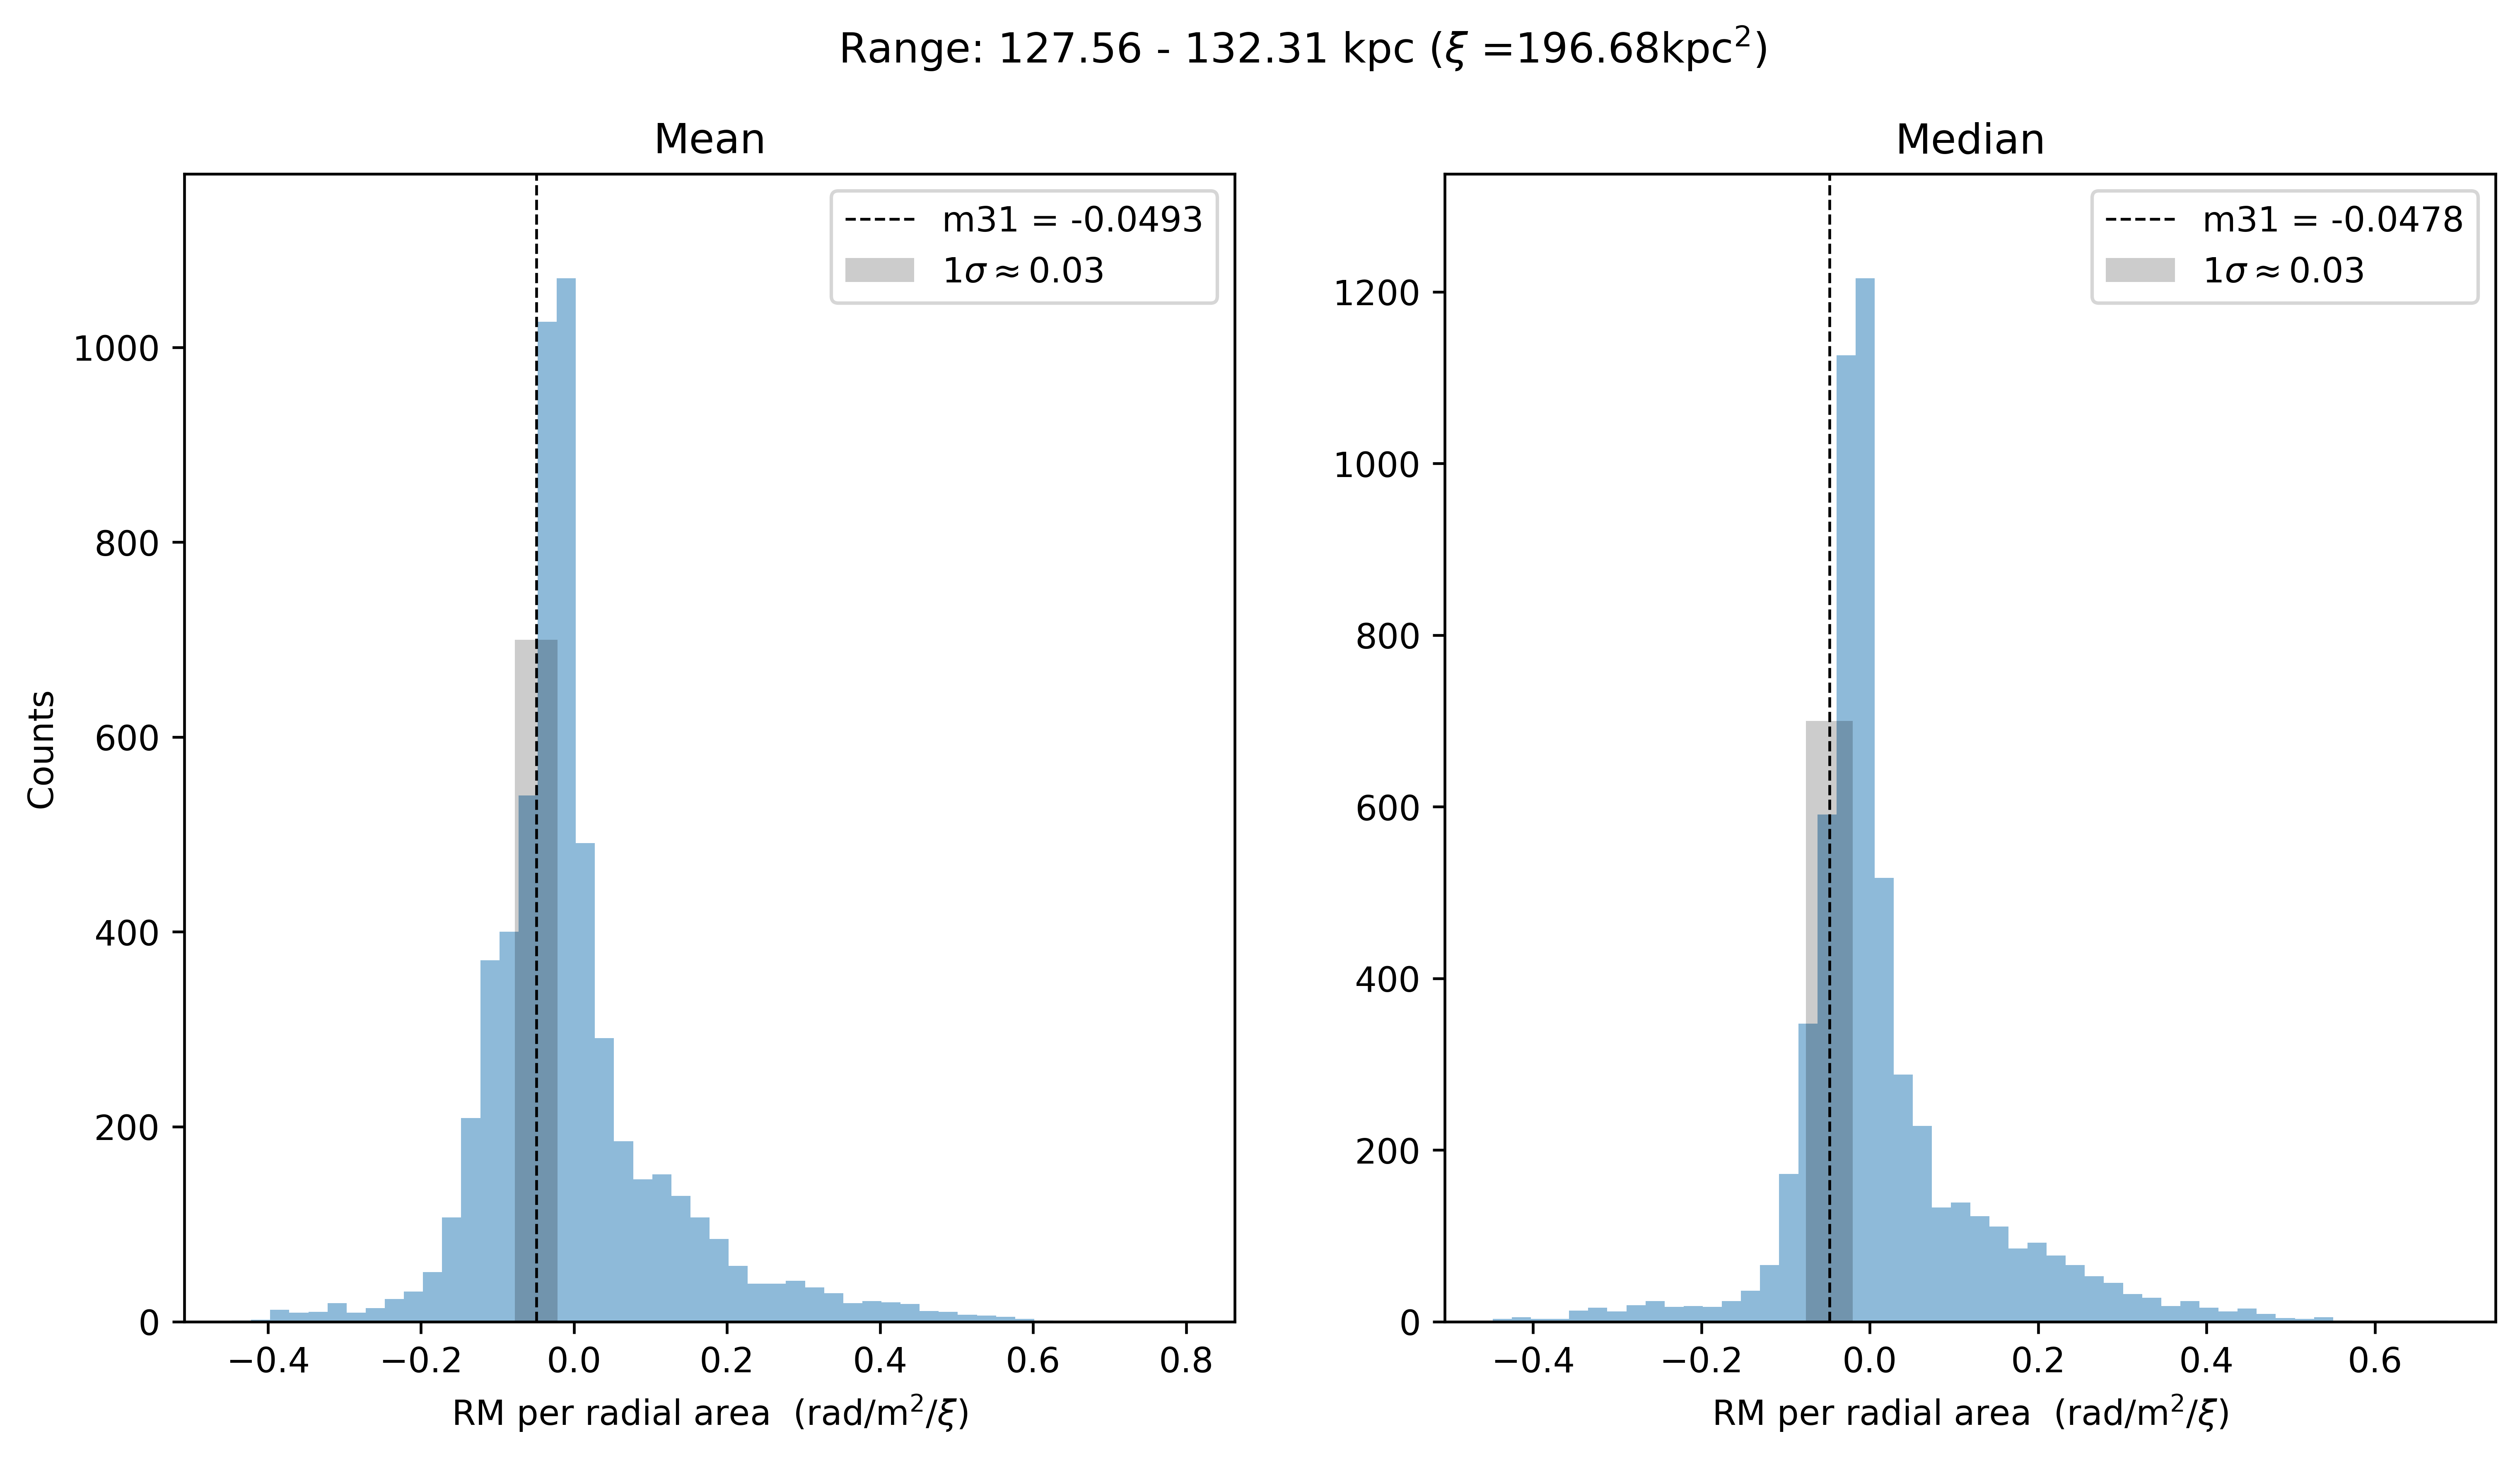 Range: 127.56 - 132.31 kpc (ξ =196.68kpc²)
Mean
m31 = -0.0493
1σ ≈ 0.03
Counts
1000
800
600
400
200
0
−0.4 −0.2 0.0 0.2 0.4 0.6 0.8
RM per radial area (rad/m²/ξ)
Median
m31 = -0.0478
1σ ≈ 0.03
1200
1000
800
600
400
200
0
−0.4 −0.2 0.0 0.2 0.4 0.6
RM per radial area (rad/m²/ξ)